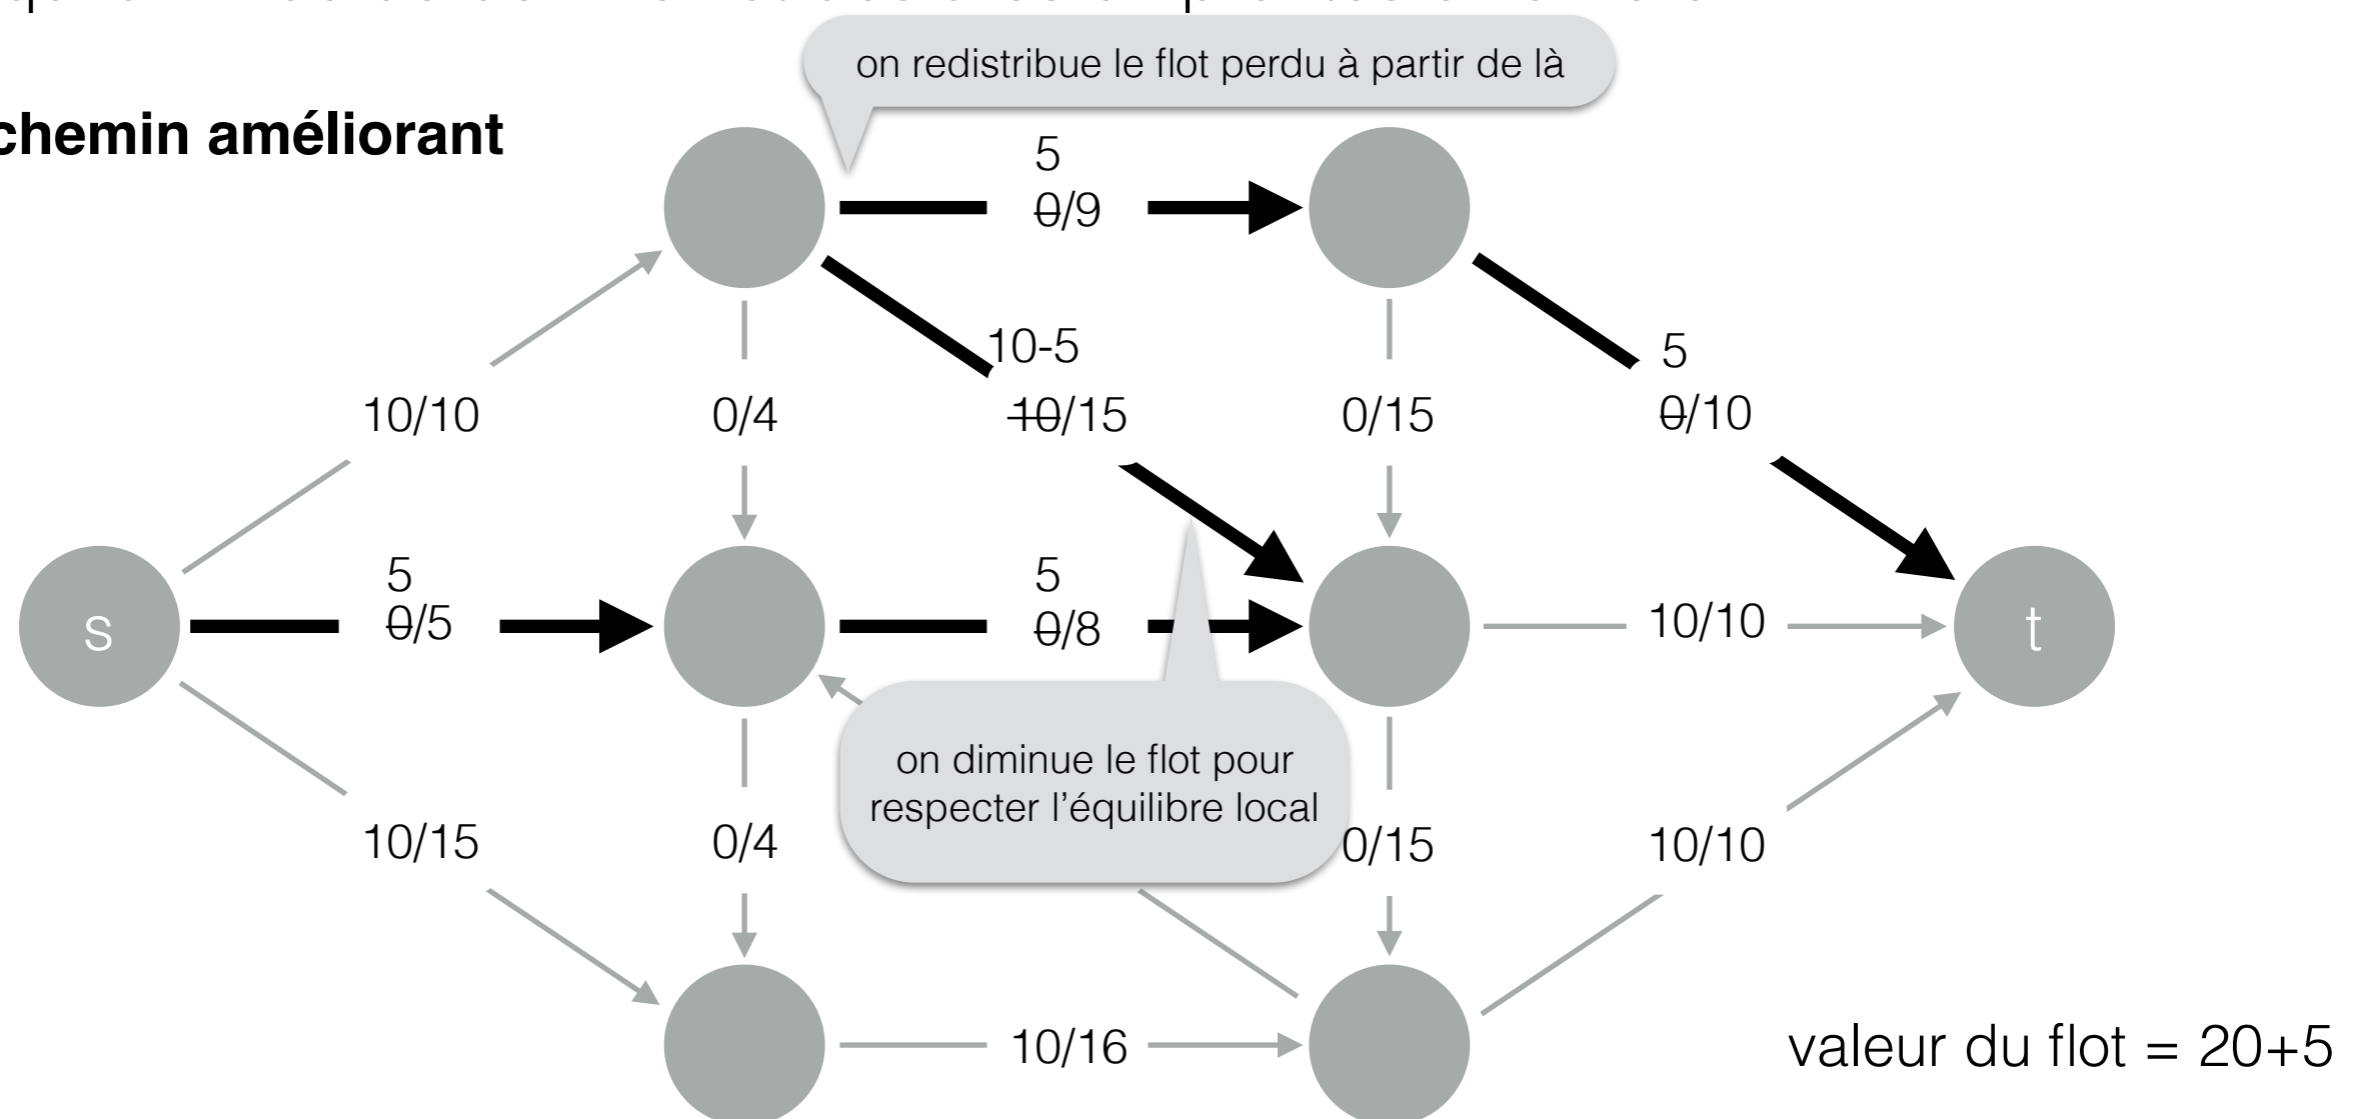 on redistribue le flot perdu à partir de là
chemin améliorant
5
0/9
10-5
5
10/10
0/4
10/15
0/15
0/10
5
5
s
0/5
0/8
10/10
t
on diminue le flot pour
respecter l'équilibre local
10/15
0/4
0/15
10/10
10/16
valeur du flot = 20+5